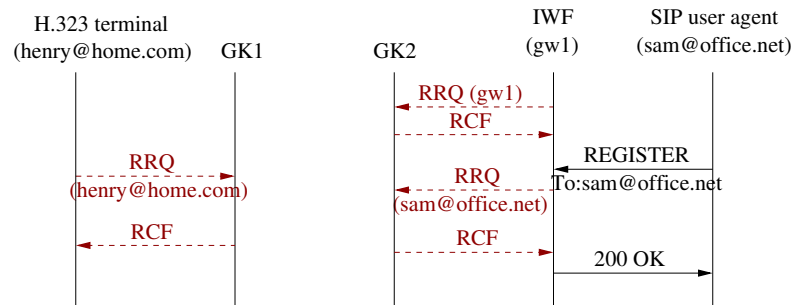 H.323 terminal
(henry@home.com)
GK1
GK2
IWF
(gw1)
SIP user agent
(sam@office.net)
RRQ (gw1)
RCF
RRQ
(henry@home.com)
RCF
REGISTER
To:sam@office.net
RRQ
(sam@office.net)
RCF
200 OK